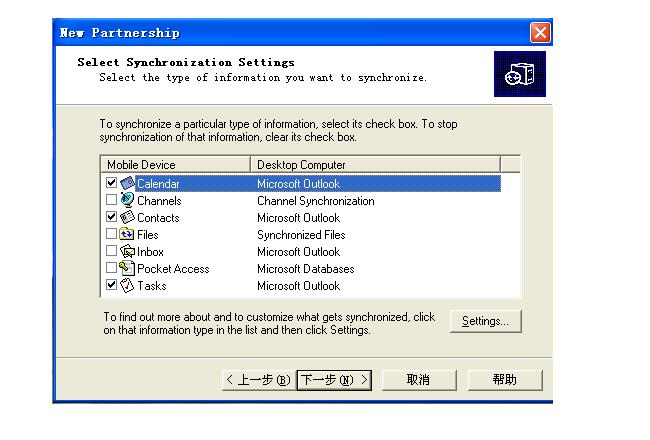 New Partnership
Select Synchronization Settings
Select the type of information you want to synchronize.
To synchronize a particular type of information, select its check box. To stop
synchronization of that information, clear its check box.
Mobile Device Desktop Computer
Calendar Microsoft Outlook
Channels Channel Synchronization
Contacts Microsoft Outlook
Files Synchronized Files
Inbox Microsoft Outlook
Pocket Access Microsoft Databases
Tasks Microsoft Outlook
To find out more about and to customize what gets synchronized, click
on that information type in the list and then click Settings.
Settings...
< 上一步(B) 下一步(N) > 取消 帮助